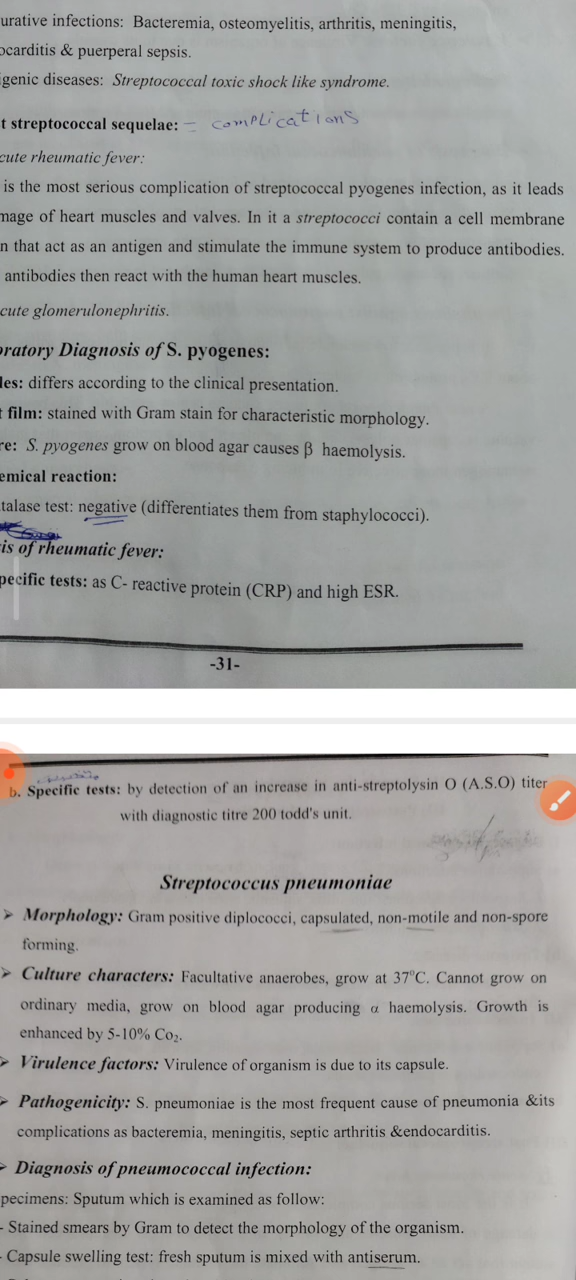 urative infections: Bacteremia, osteomyelitis, arthritis, meningitis,
ocarditis & puerperal sepsis.
igenic diseases: Streptococcal toxic shock like syndrome.
t streptococcal sequelae: = complications
cute rheumatic fever:
is the most serious complication of streptococcal pyogenes infection, as it leads
mage of heart muscles and valves. In it a streptococci contain a cell membrane
n that act as an antigen and stimulate the immune system to produce antibodies.
antibodies then react with the human heart muscles.
cute glomerulonephritis.
oratory Diagnosis of S. pyogenes:
les: differs according to the clinical presentation.
t film: stained with Gram stain for characteristic morphology.
re: S. pyogenes grow on blood agar causes β haemolysis.
emical reaction:
talase test: negative (differentiates them from staphylococci).
is of rheumatic fever:
pecific tests: as C- reactive protein (CRP) and high ESR.
-31-
b. Specific tests: by detection of an increase in anti-streptolysin O (A.S.O) titer
with diagnostic titre 200 todd's unit.
Streptococcus pneumoniae
➢ Morphology: Gram positive diplococci, capsulated, non-motile and non-spore
forming.
➢ Culture characters: Facultative anaerobes, grow at 37°C. Cannot grow on
ordinary media, grow on blood agar producing α haemolysis. Growth is
enhanced by 5-10% Co₂.
➢ Virulence factors: Virulence of organism is due to its capsule.
➢ Pathogenicity: S. pneumoniae is the most frequent cause of pneumonia &its
complications as bacteremia, meningitis, septic arthritis &endocarditis.
➢ Diagnosis of pneumococcal infection:
pecimens: Sputum which is examined as follow:
- Stained smears by Gram to detect the morphology of the organism.
- Capsule swelling test: fresh sputum is mixed with antiserum.